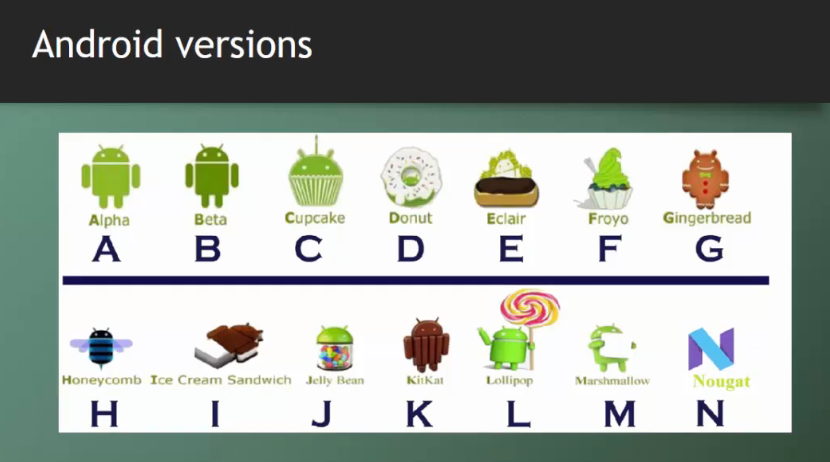 Android versions
Alpha Beta Cupcake Donut Eclair Froyo Gingerbread
A B C D E F G
Honeycomb Ice Cream Sandwich Jelly Bean KitKat Lollipop Marshmallow Nougat
H I J K L M N